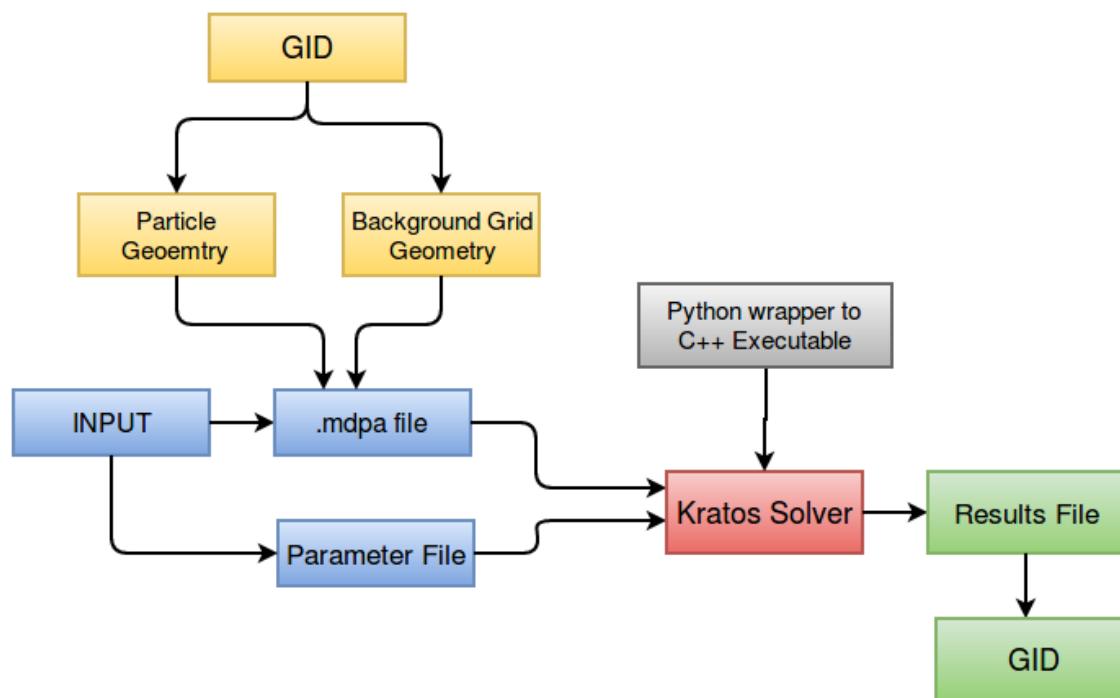 GID
Particle
Geoemtry
Background Grid
Geometry
Python wrapper to
C++ Executable
INPUT
.mdpa file
Kratos Solver
Results File
Parameter File
GID